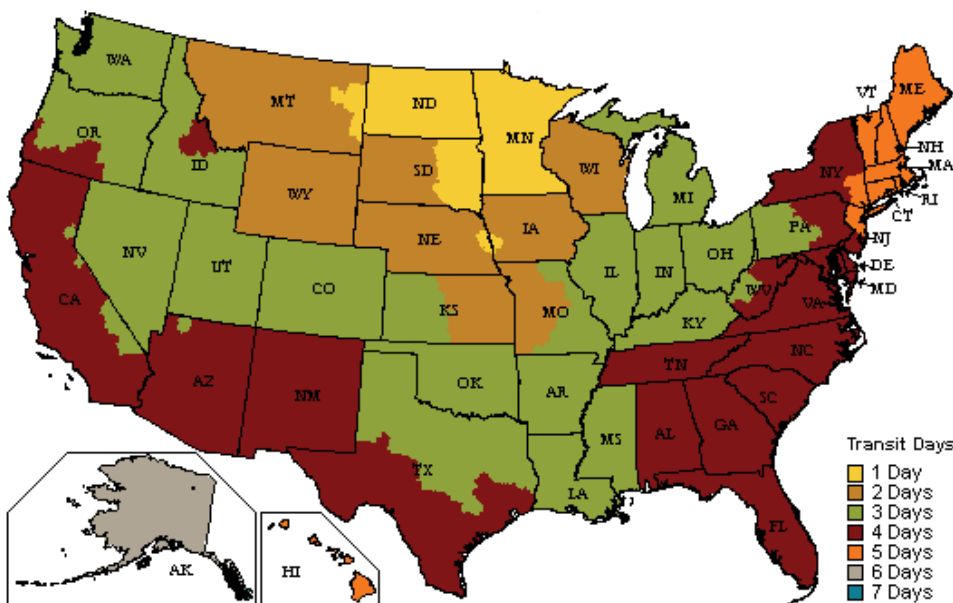 WA
MT
ND
MN
VT
ME
OR
ID
SD
WI
NY
NH
MA
WY
MI
RI
CT
IA
NE
PA
NJ
NV
UT
IL
IN
OH
DE
MD
CO
CA
KS
MO
WV
VA
KY
AZ
NM
OK
TN
NC
AR
SC
MS
AL
GA
TX
LA
FL
AK
HI
Transit Days
1 Day
2 Days
3 Days
4 Days
5 Days
6 Days
7 Days